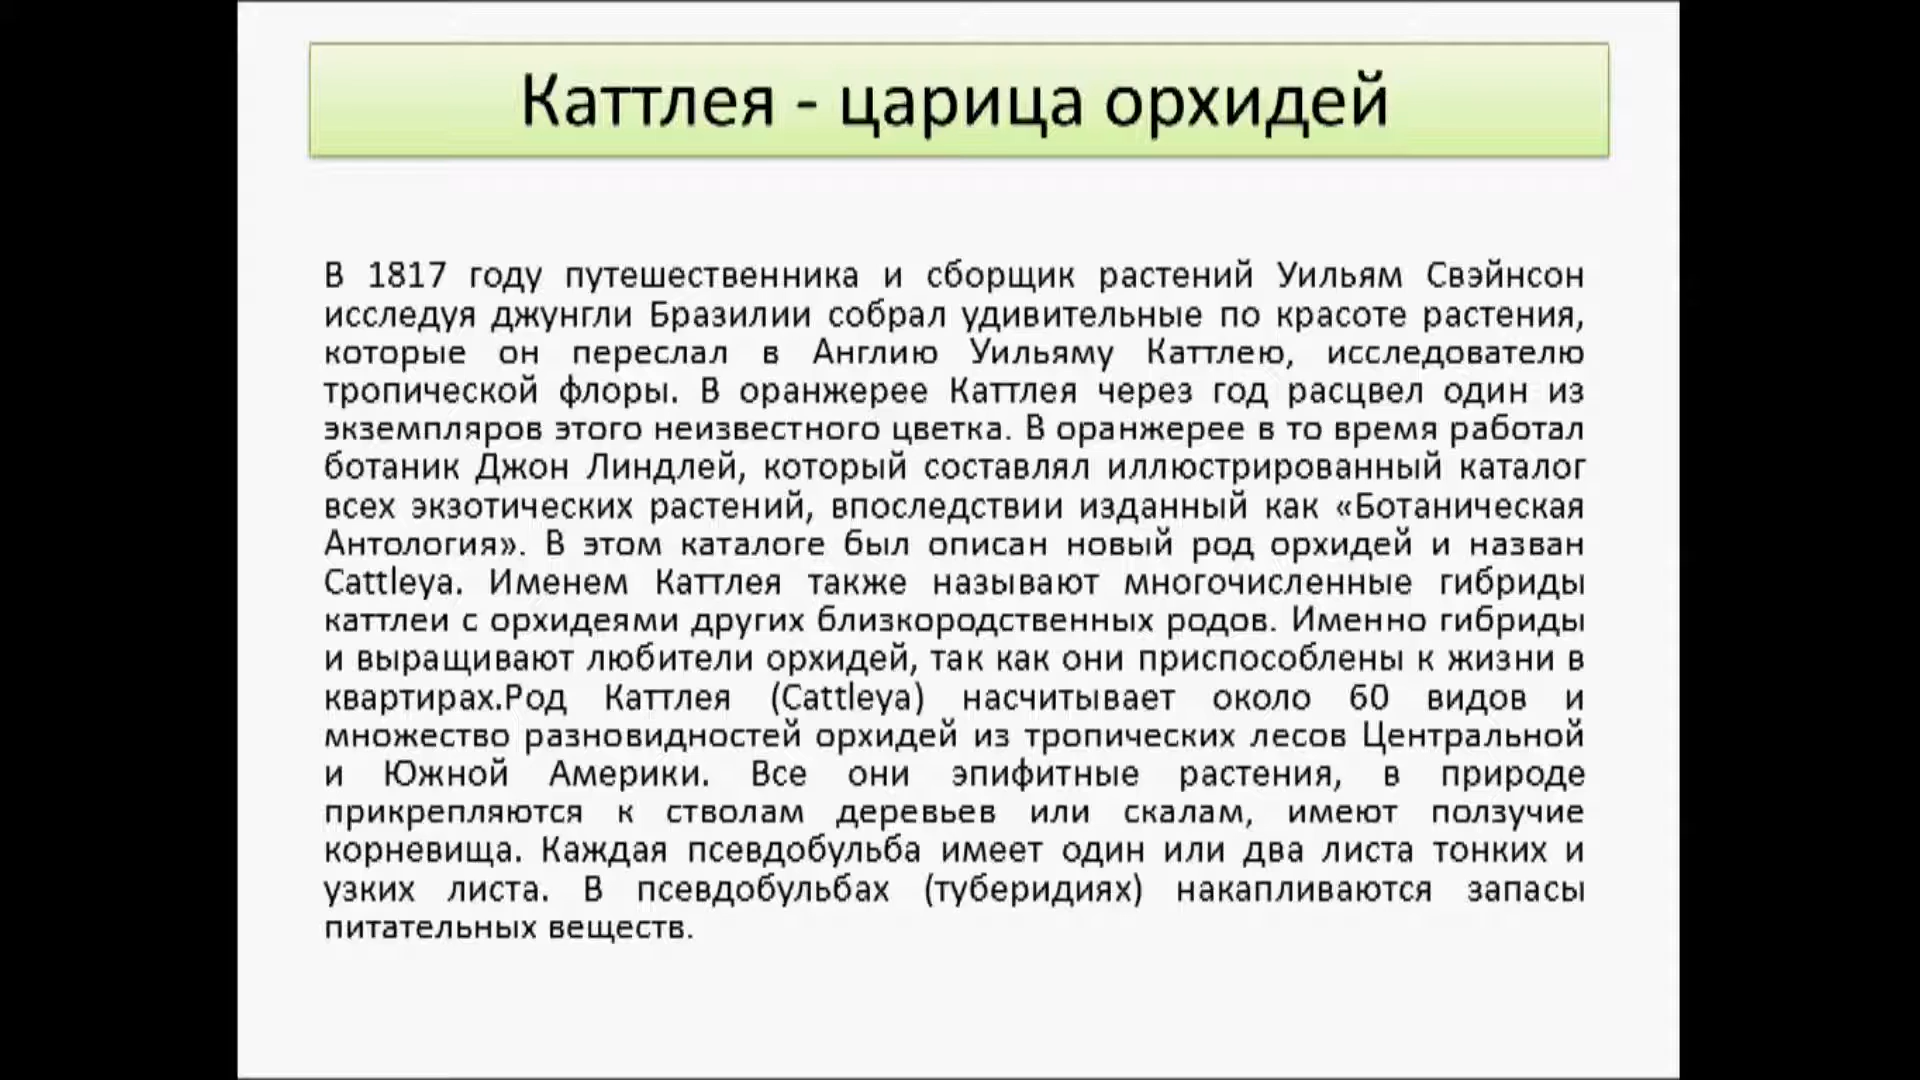 Каттлея - царица орхидей
В 1817 году путешественника и сборщик растений Уильям Свэйнсон
исследуя джунгли Бразилии собрал удивительные по красоте растения,
которые он переслал в Англию Уильяму Каттлею, исследователю
тропической флоры. В оранжерее Каттлея через год расцвел один из
экземпляров этого неизвестного цветка. В оранжерее в то время работал
ботаник Джон Линдлей, который составлял иллюстрированный каталог
всех экзотических растений, впоследствии изданный как «Ботаническая
Антология». В этом каталоге был описан новый род орхидей и назван
Cattleya. Именем Каттлея также называют многочисленные гибриды
каттлеи с орхидеями других близкородственных родов. Именно гибриды
и выращивают любители орхидей, так как они приспособлены к жизни в
квартирах.Род Каттлея (Cattleya) насчитывает около 60 видов и
множество разновидностей орхидей из тропических лесов Центральной
и Южной Америки. Все они эпифитные растения, в природе
прикрепляются к стволам деревьев или скалам, имеют ползучие
корневища. Каждая псевдобульба имеет один или два листа тонких и
узких листа. В псевдобульбах (туберидиях) накапливаются запасы
питательных веществ.